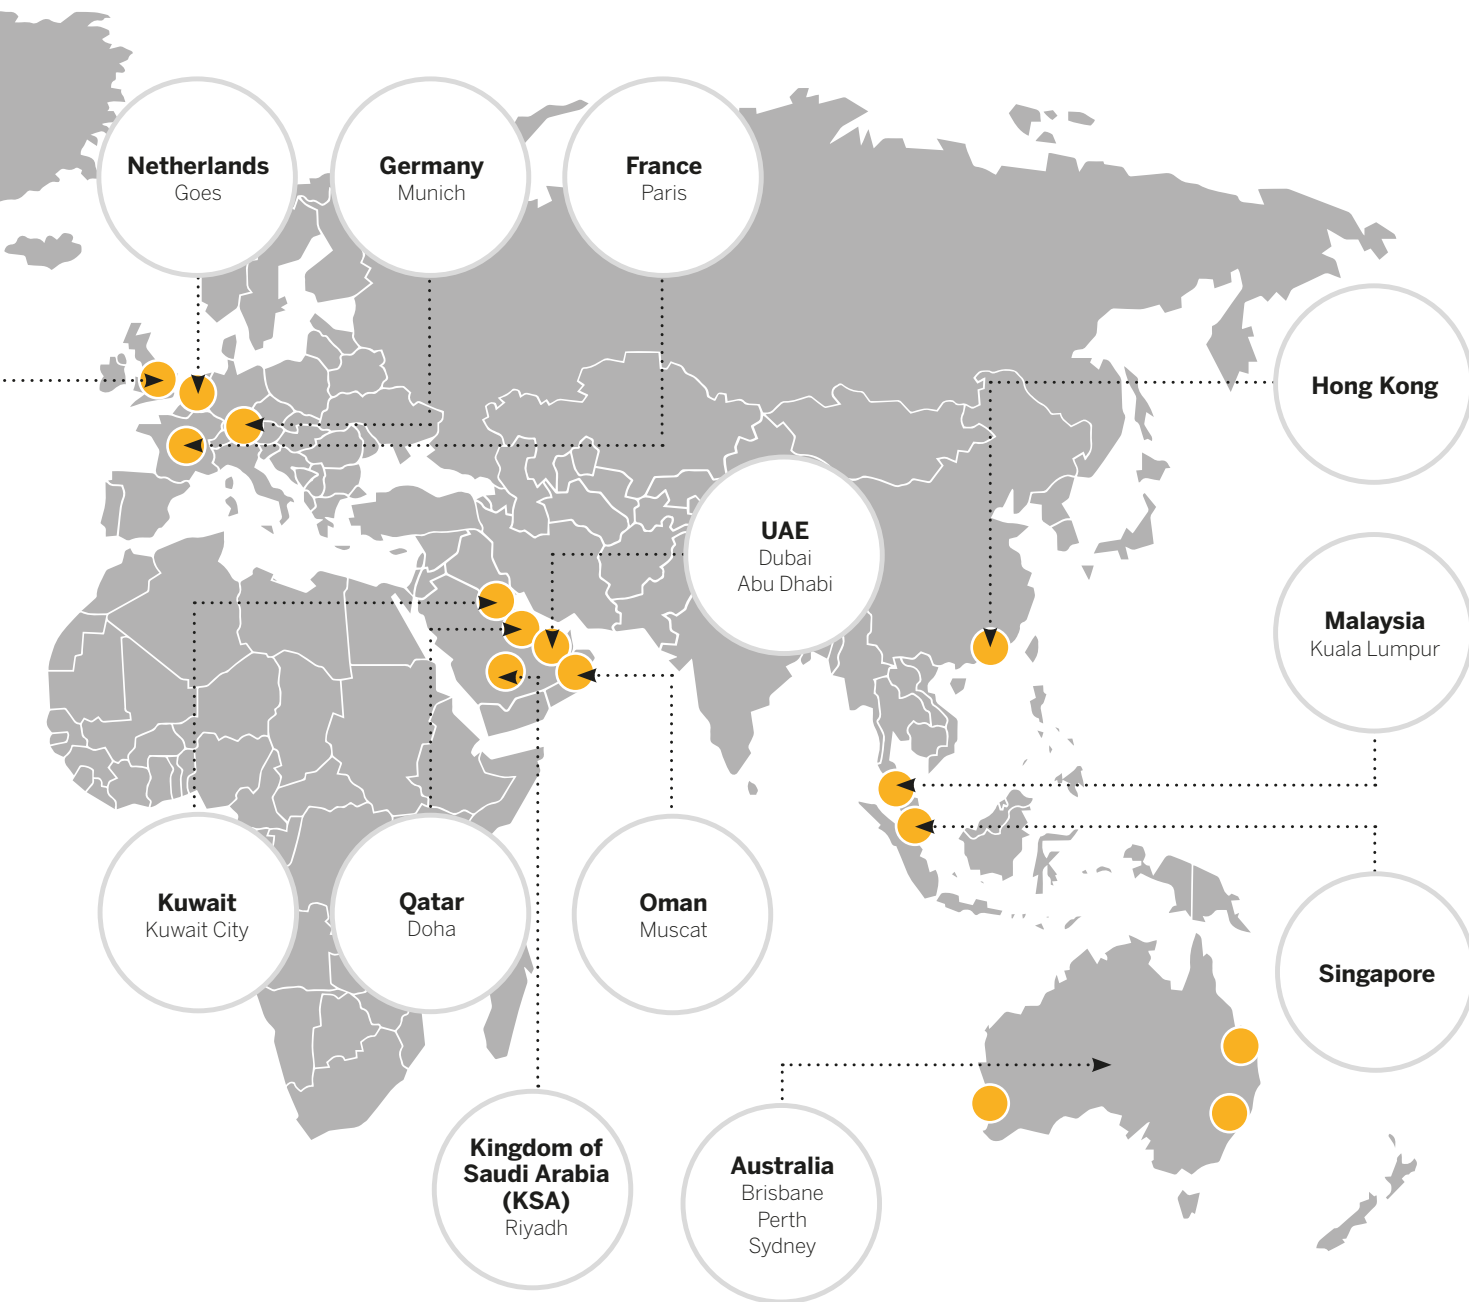 Netherlands
Goes
Germany
Munich
France
Paris
Hong Kong
UAE
Dubai
Abu Dhabi
Malaysia
Kuala Lumpur
Kuwait
Kuwait City
Qatar
Doha
Oman
Muscat
Singapore
Kingdom of
Saudi Arabia
(KSA)
Riyadh
Australia
Brisbane
Perth
Sydney